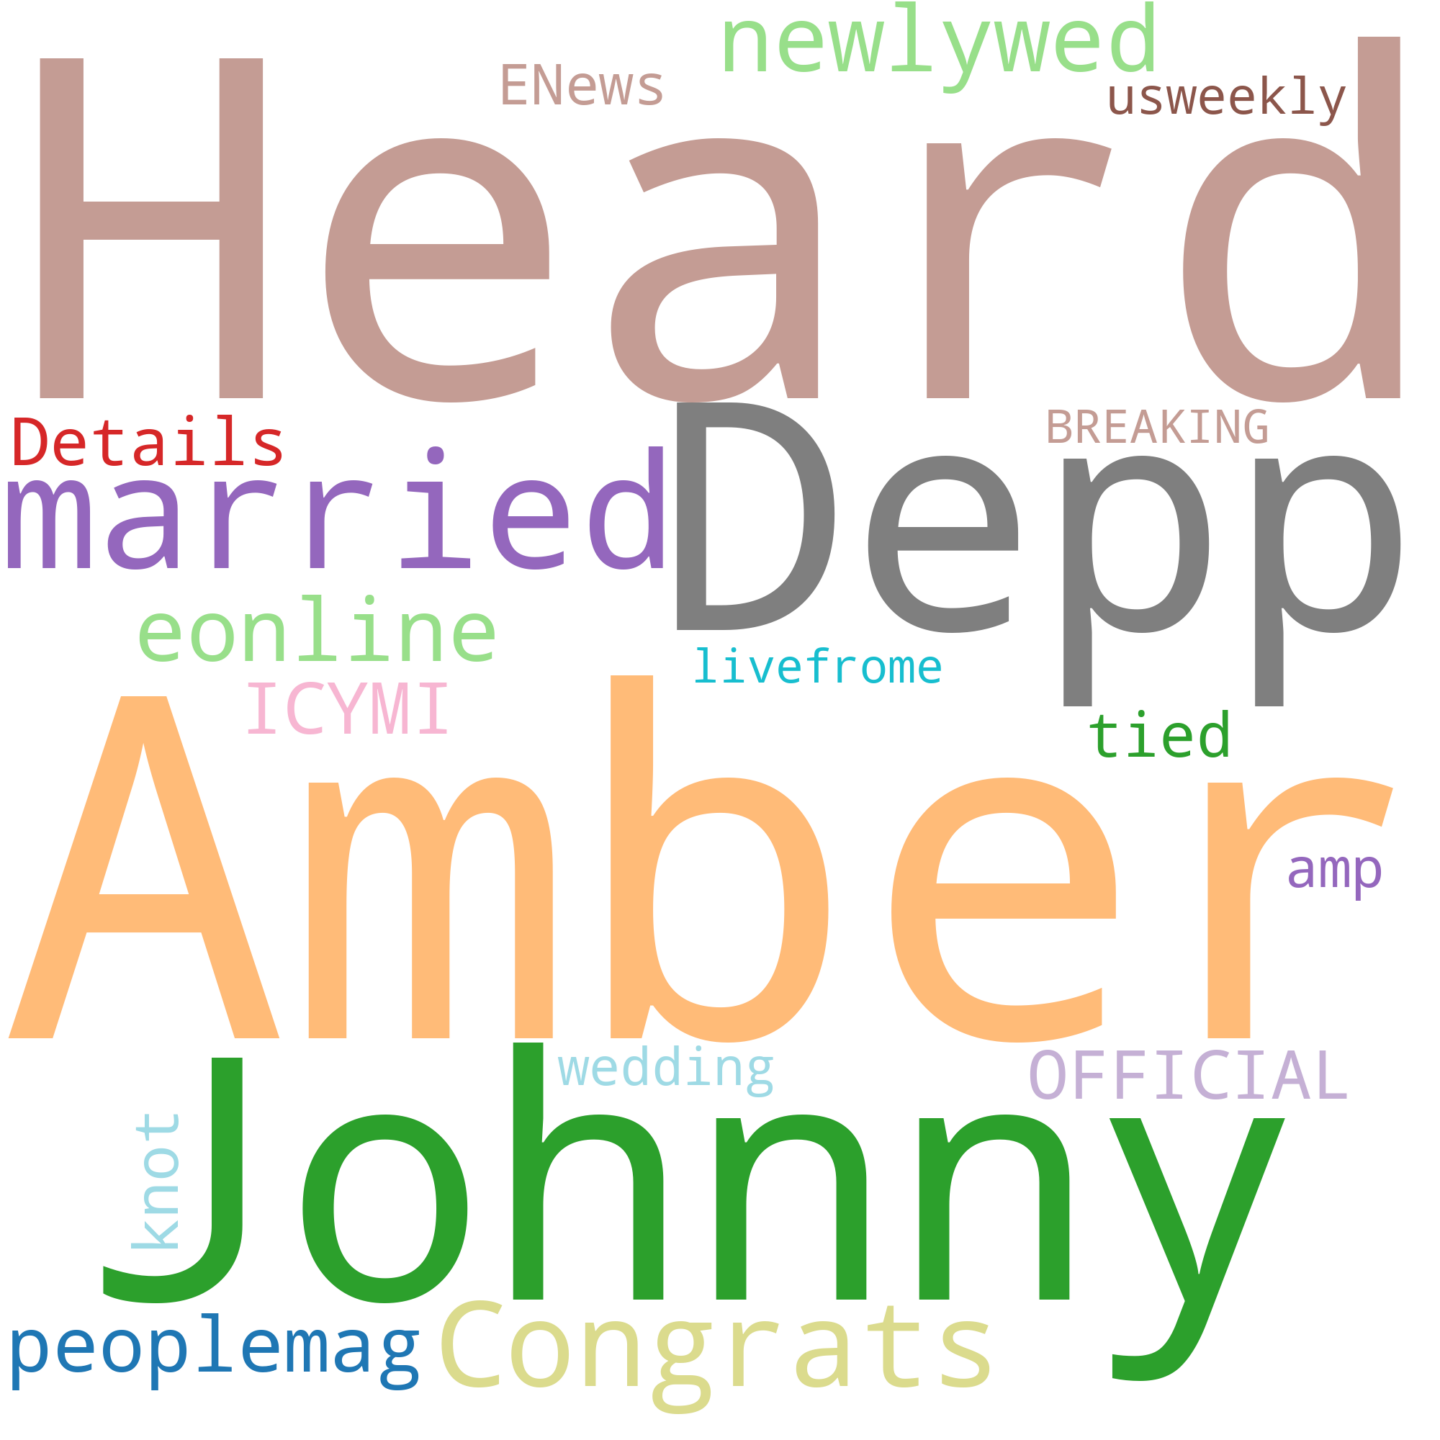 newlywed
ENews
usweekly
Heard
Details
BREAKING
married
Depp
eonline
livefrome
ICYMI
tied
Amber
amp
wedding
OFFICIAL
knot
Johnny
peoplemag
Congrats